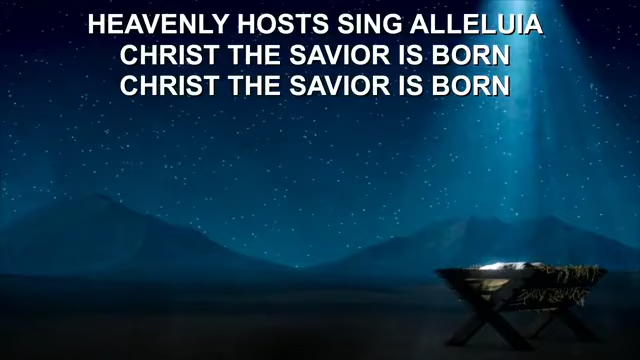 HEAVENLY HOSTS SING ALLELUIA
CHRIST THE SAVIOR IS BORN
CHRIST THE SAVIOR IS BORN